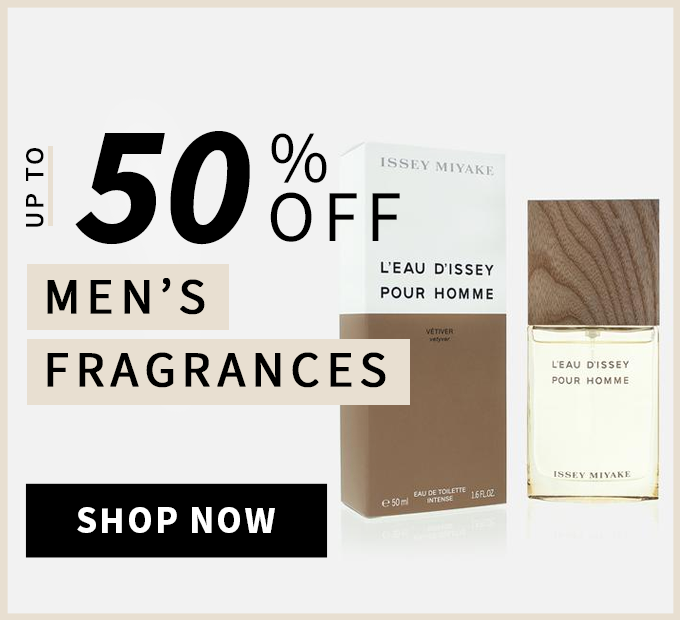 UP TO
50%
OFF
MEN'S
FRAGRANCES
SHOP NOW
ISSEY MIYAKE
L'EAU D'ISSEY
POUR HOMME
VÉTIVER
vetyver
℮ 50 ml
EAU DE TOILETTE
INTENSE
1.6 FL.OZ.
L'EAU D'ISSEY
POUR HOMME
ISSEY MIYAKE